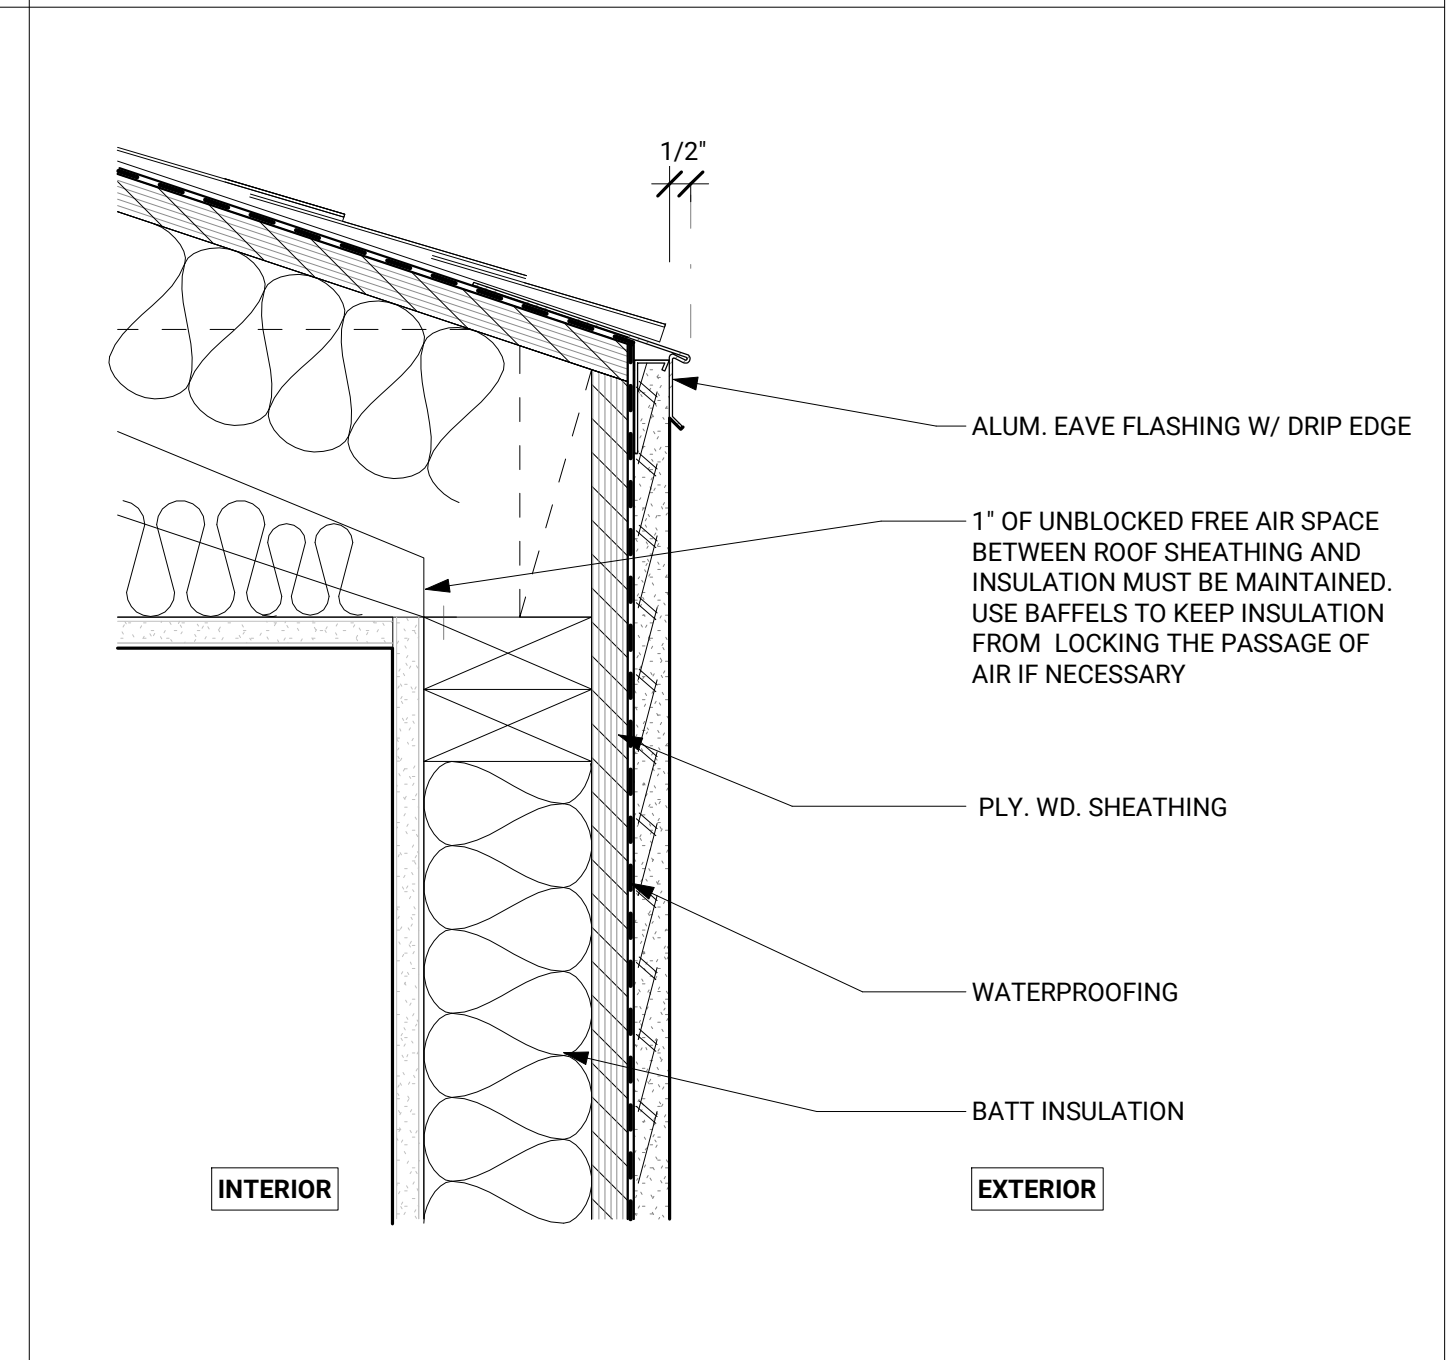 1/2"
ALUM. EAVE FLASHING W/ DRIP EDGE
1" OF UNBLOCKED FREE AIR SPACE
BETWEEN ROOF SHEATHING AND
INSULATION MUST BE MAINTAINED.
USE BAFFELS TO KEEP INSULATION
FROM  LOCKING THE PASSAGE OF
AIR IF NECESSARY
PLY. WD. SHEATHING
WATERPROOFING
BATT INSULATION
INTERIOR
EXTERIOR